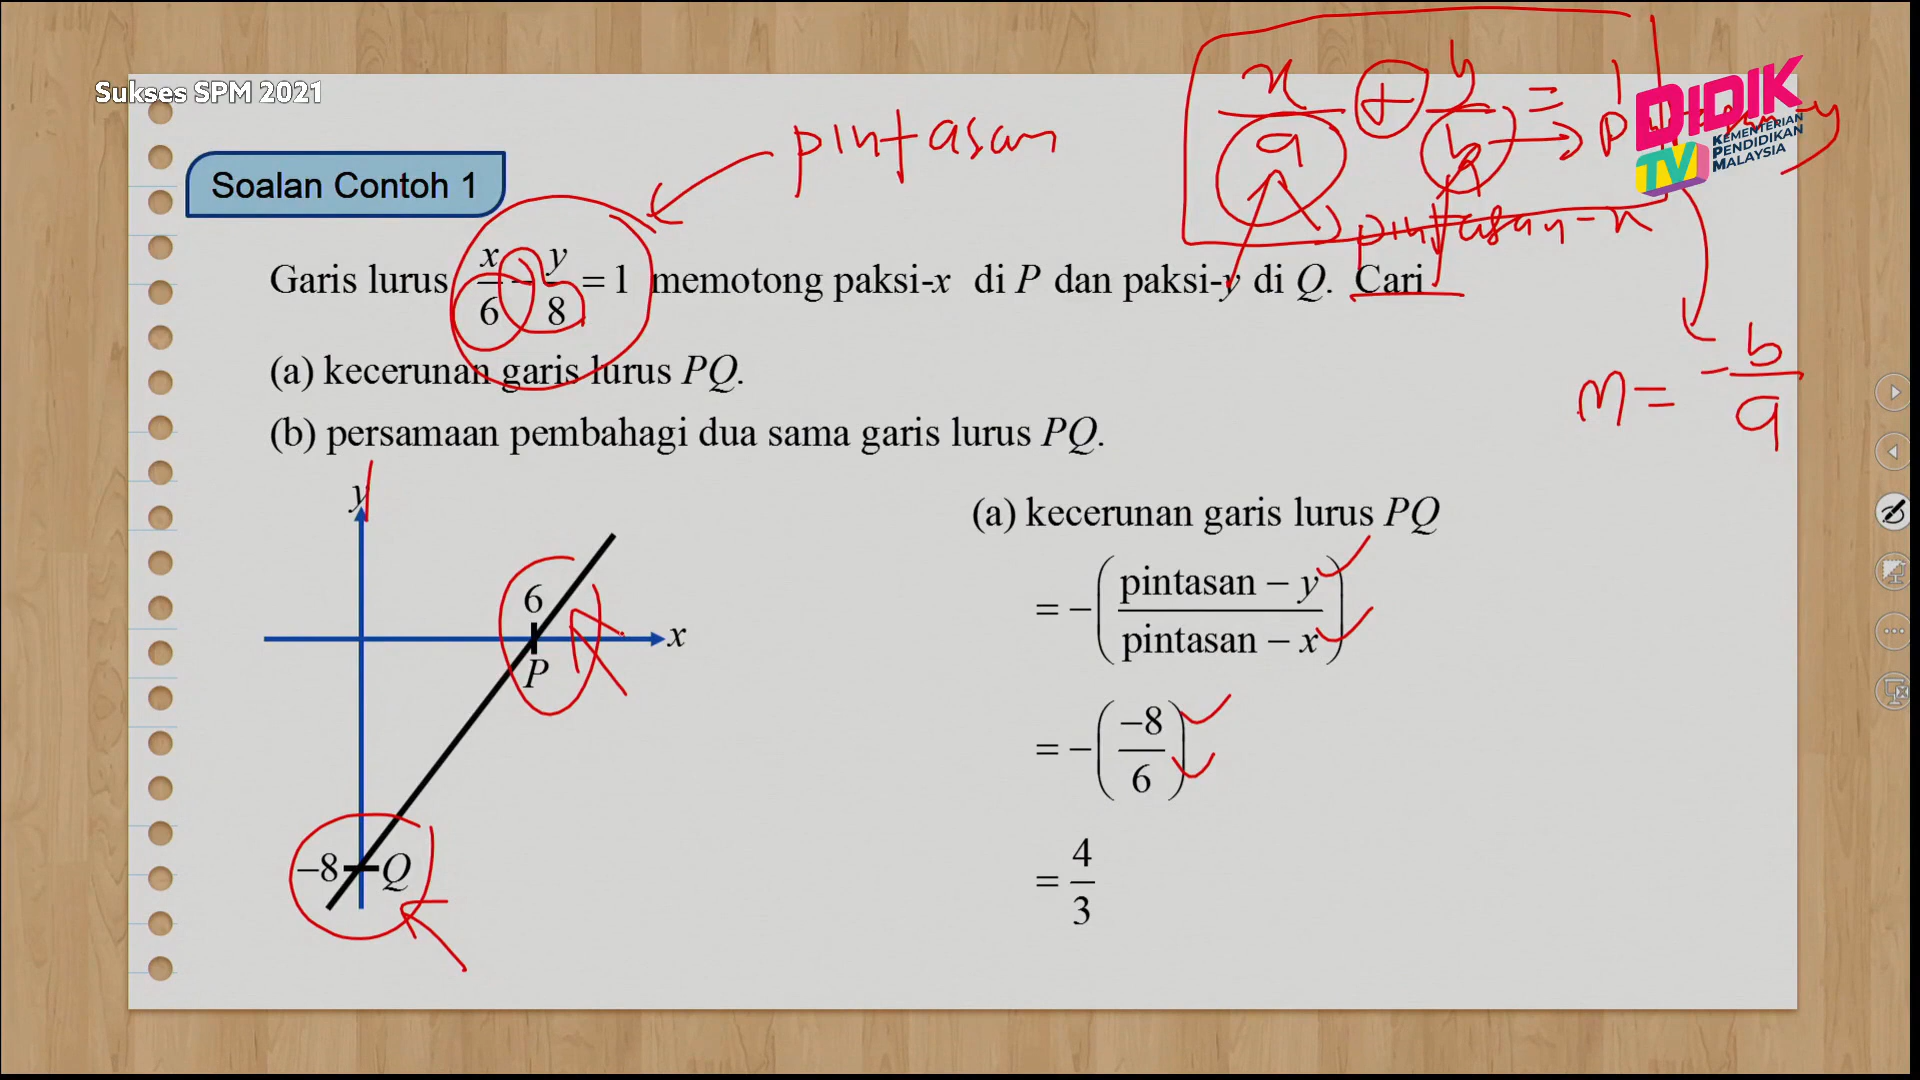 Sukses SPM 2021
Soalan Contoh 1
pintasan
x/a + y/b = 1
pintasan-x
DIDIK
TV
KEMENTERIAN
PENDIDIKAN
MALAYSIA
Garis lurus x/6 − y/8 = 1 memotong paksi-x di P dan paksi-y di Q. Cari
(a) kecerunan garis lurus PQ.
(b) persamaan pembahagi dua sama garis lurus PQ.
m = -b/a
y
6
x
P
−8 Q
(a) kecerunan garis lurus PQ
= −(pintasan − y / pintasan − x)
= −(−8/6)
= 4/3